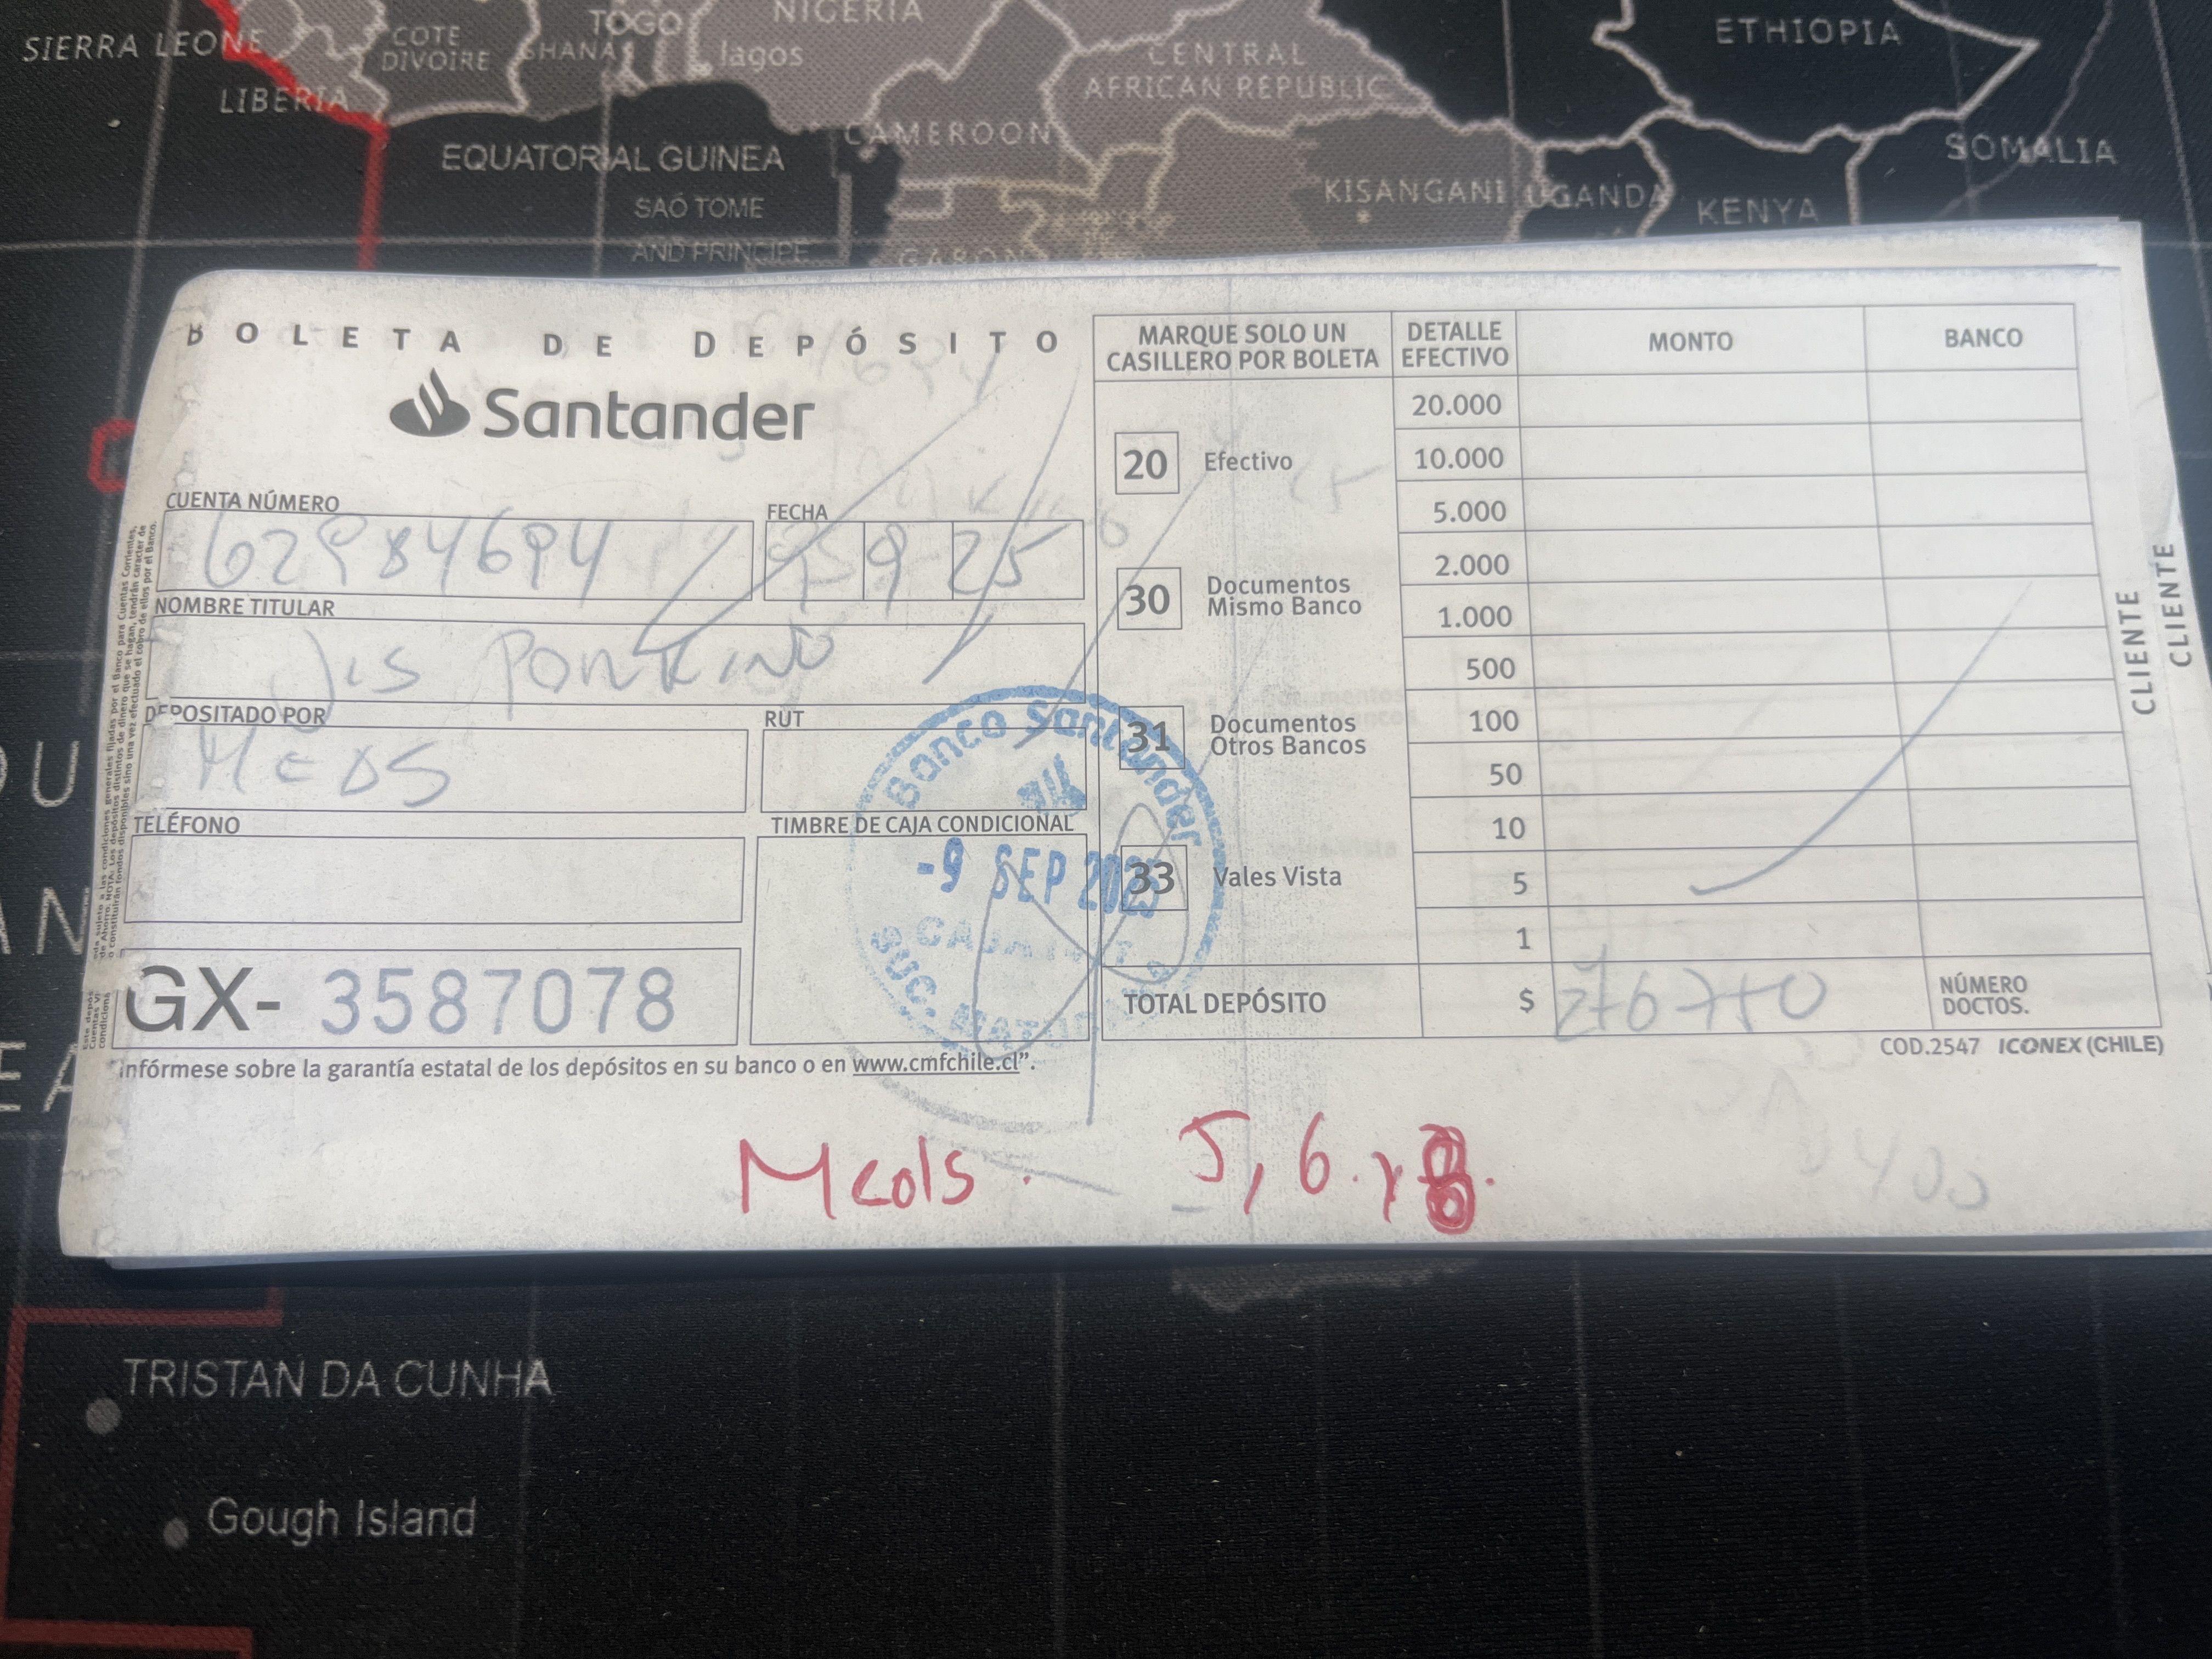 SIERRA LEONE
COTE DIVOIRE
GHANA
TOGO
NIGERIA
lagos
CENTRAL AFRICAN REPUBLIC
ETHIOPIA
LIBERIA
EQUATORIAL GUINEA
CAMEROON
SOMALIA
SAO TOME
AND PRINCIPE
GABON
KISANGANI
UGANDA
KENYA
BOLETA DE DEPÓSITO
Santander
CUENTA NÚMERO
62984694
FECHA
9 25
NOMBRE TITULAR
DEPOSITADO POR
RUT
TELÉFONO
TIMBRE DE CAJA CONDICIONAL
Banco Santander
-9 SEP
SUC.
GX- 3587078
"Infórmese sobre la garantía estatal de los depósitos en su banco o en www.cmfchile.cl".
MARQUE SOLO UN CASILLERO POR BOLETA
DETALLE EFECTIVO
MONTO
BANCO
20 Efectivo
30 Documentos Mismo Banco
31 Documentos Otros Bancos
33 Vales Vista
20.000
10.000
5.000
2.000
1.000
500
100
50
10
5
1
TOTAL DEPÓSITO $
NÚMERO DOCTOS.
CLIENTE
CLIENTE
COD.2547 ICONEX (CHILE)
5, 6 . y 8.
TRISTAN DA CUNHA
Gough Island